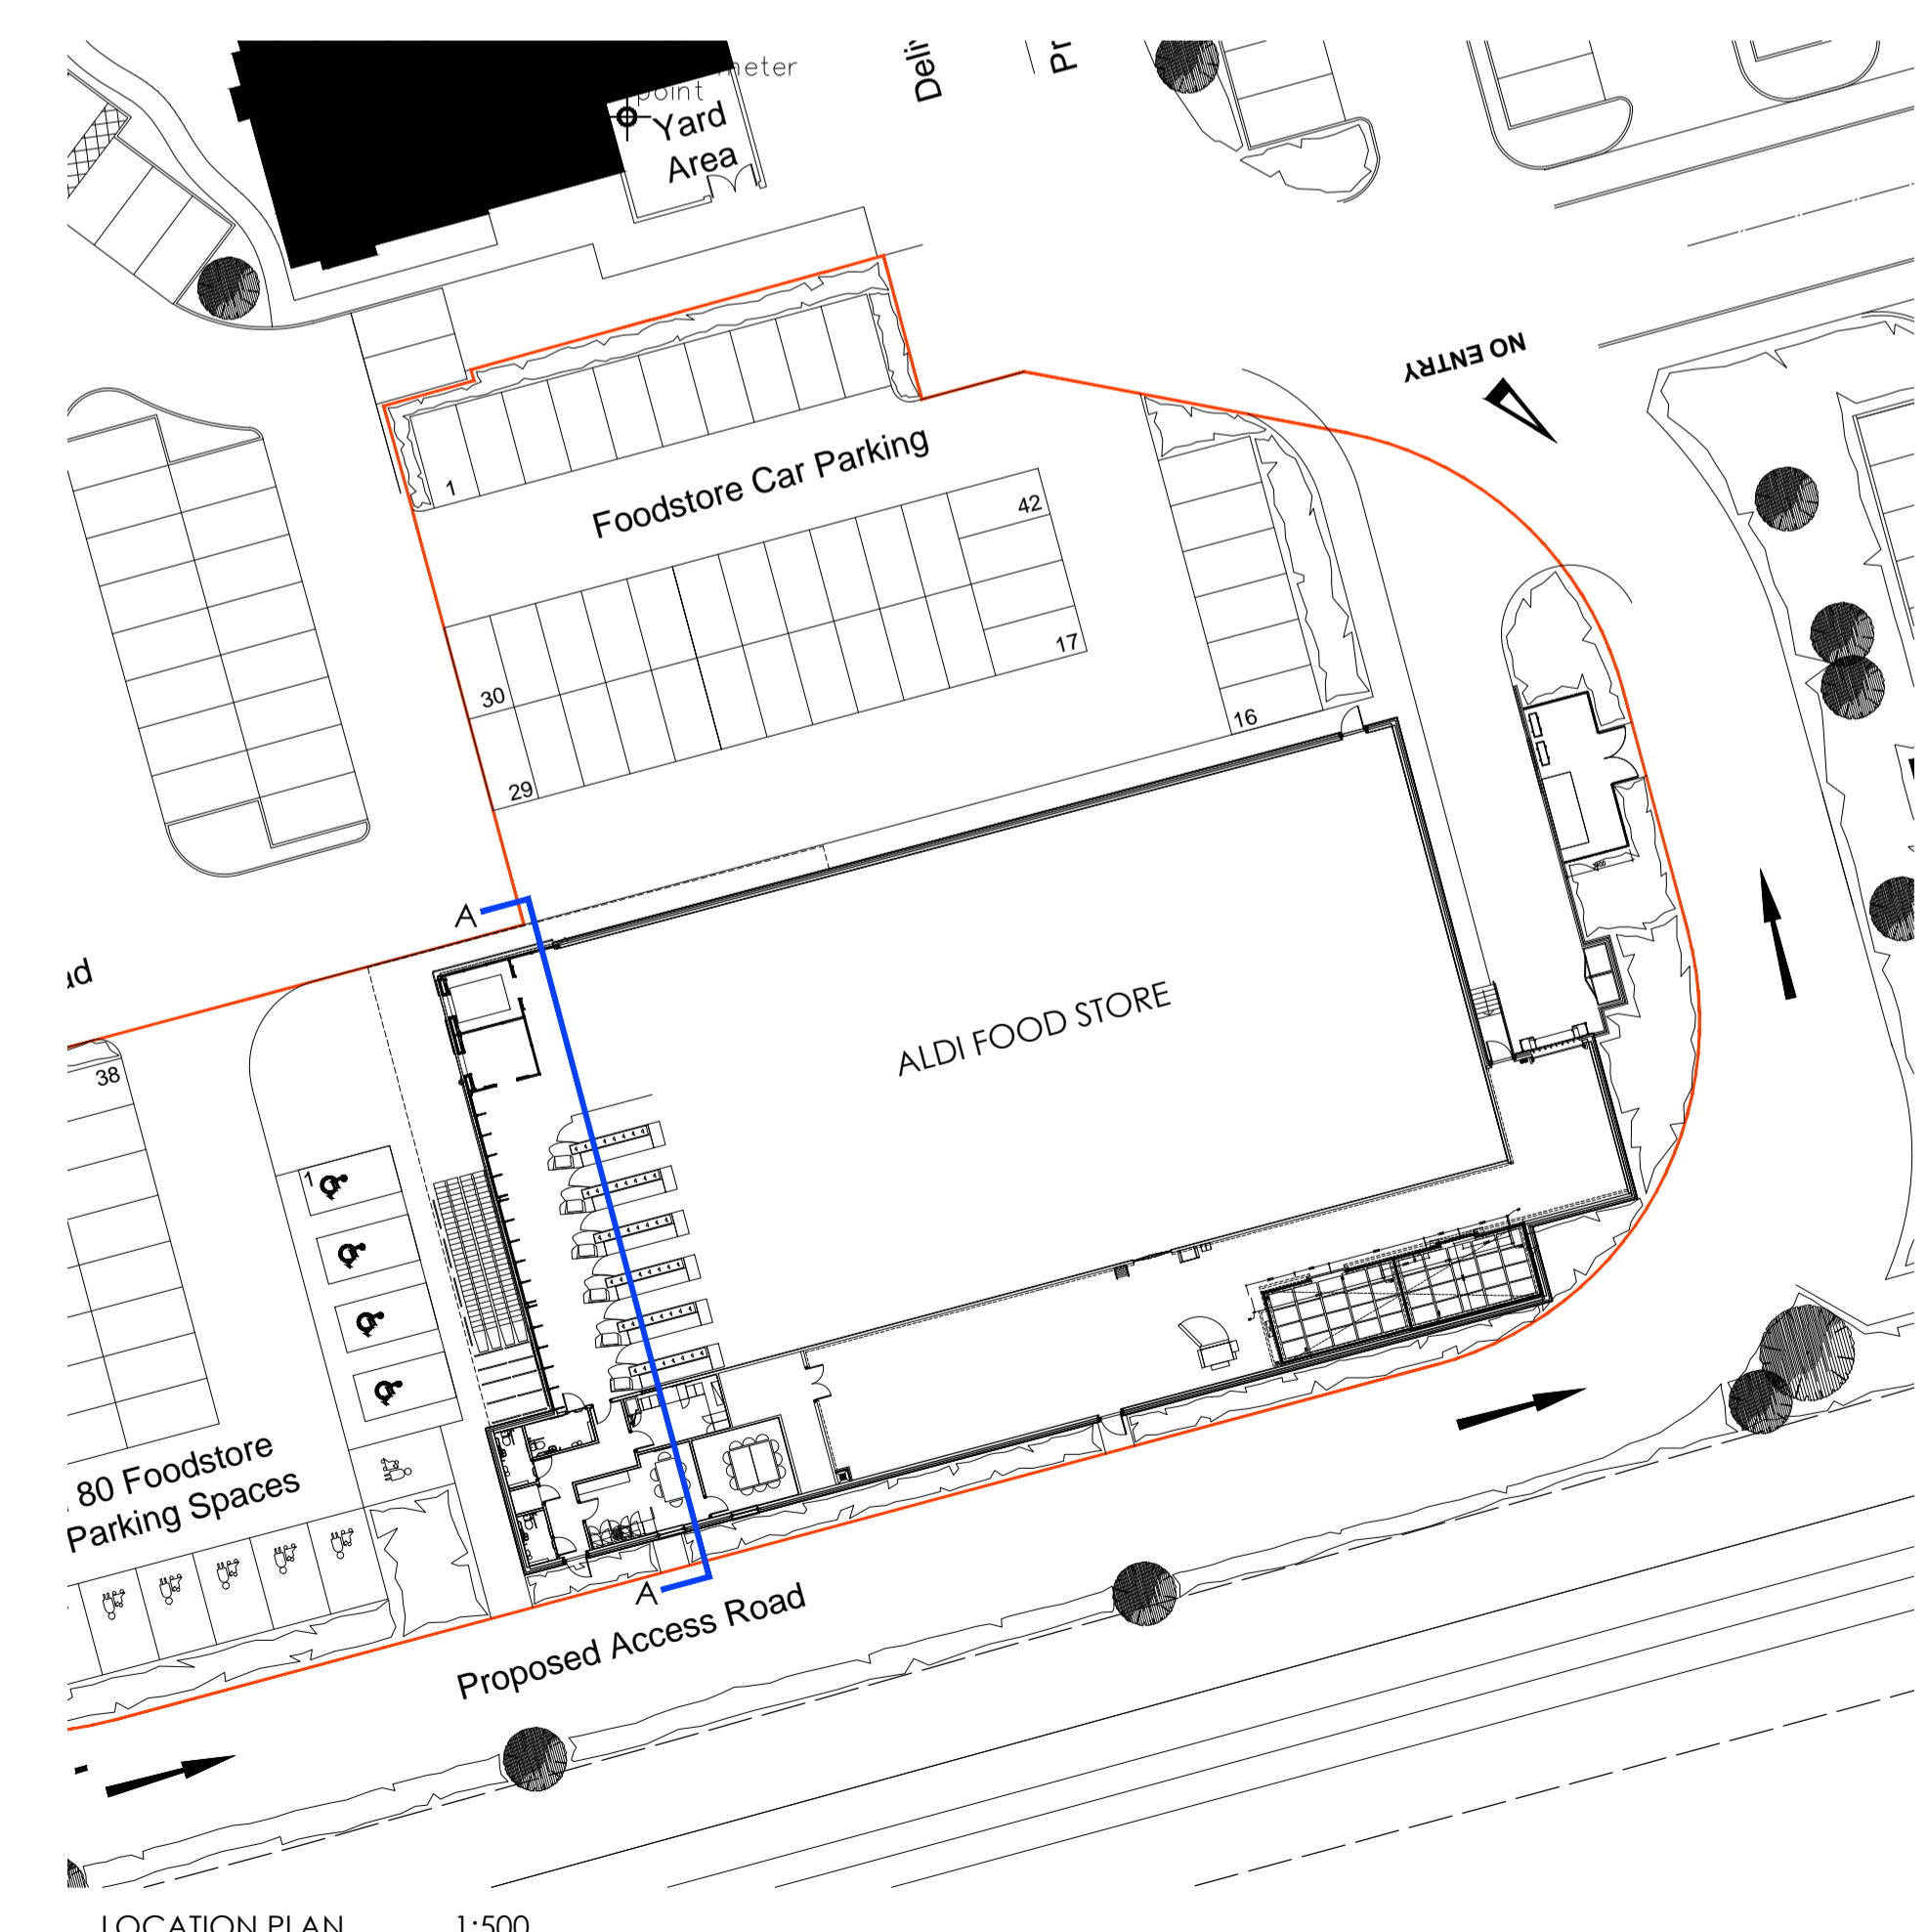 meter
point
Yard
Area
NO ENTRY
1
Foodstore Car Parking
42
17
30
29
16
A
ALDI FOOD STORE
38
1
80 Foodstore
Parking Spaces
A
Proposed Access Road
LOCATION PLAN 1:500